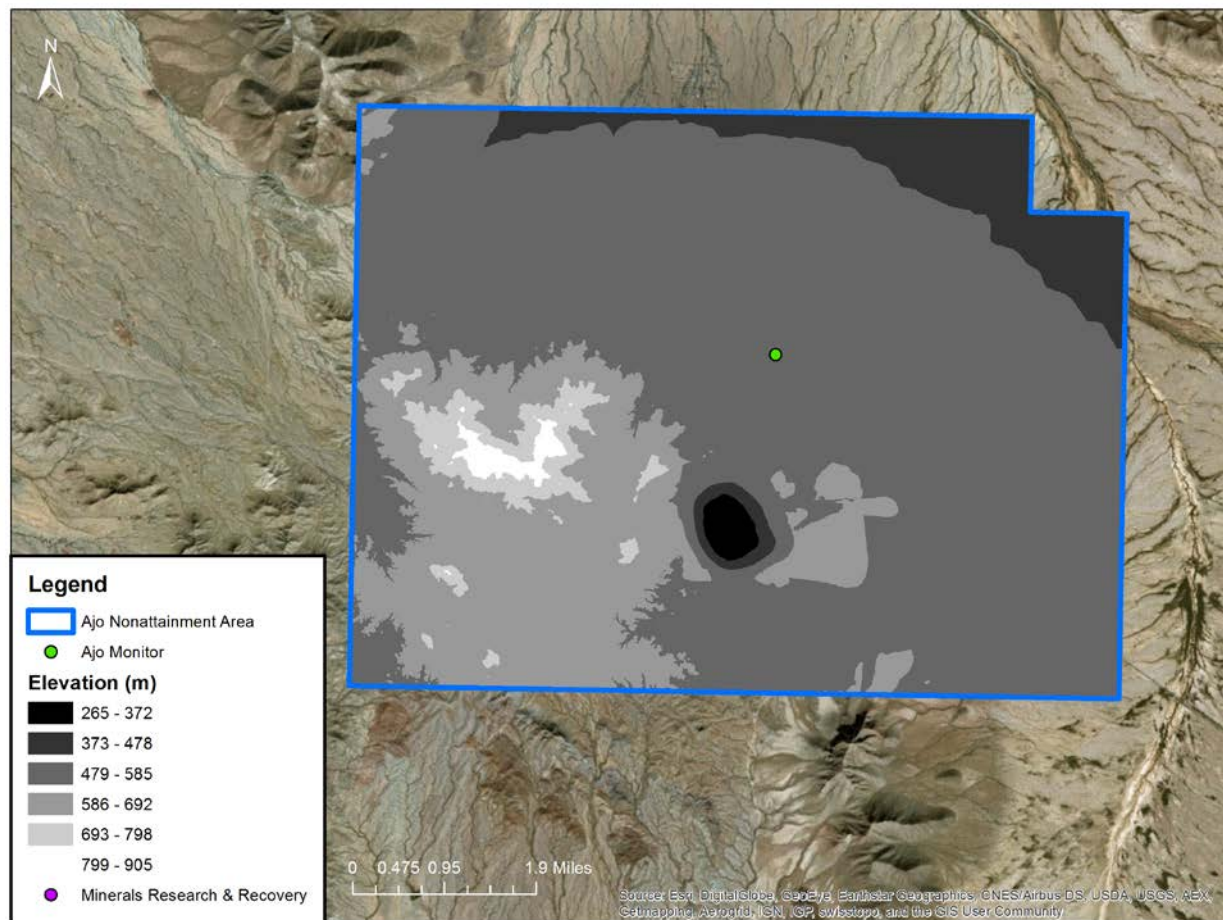 N
Legend
Ajo Nonattainment Area
Ajo Monitor
Elevation (m)
265 - 372
373 - 478
479 - 585
586 - 692
693 - 798
799 - 905
Minerals Research & Recovery
0 0.475 0.95 1.9 Miles
Source: Esri, DigitalGlobe, GeoEye, Earthstar Geographics, CNES/Airbus DS, USDA, USGS, AEX,
Getmapping, Aerogrid, IGN, IGP, swisstopo, and the GIS User Community